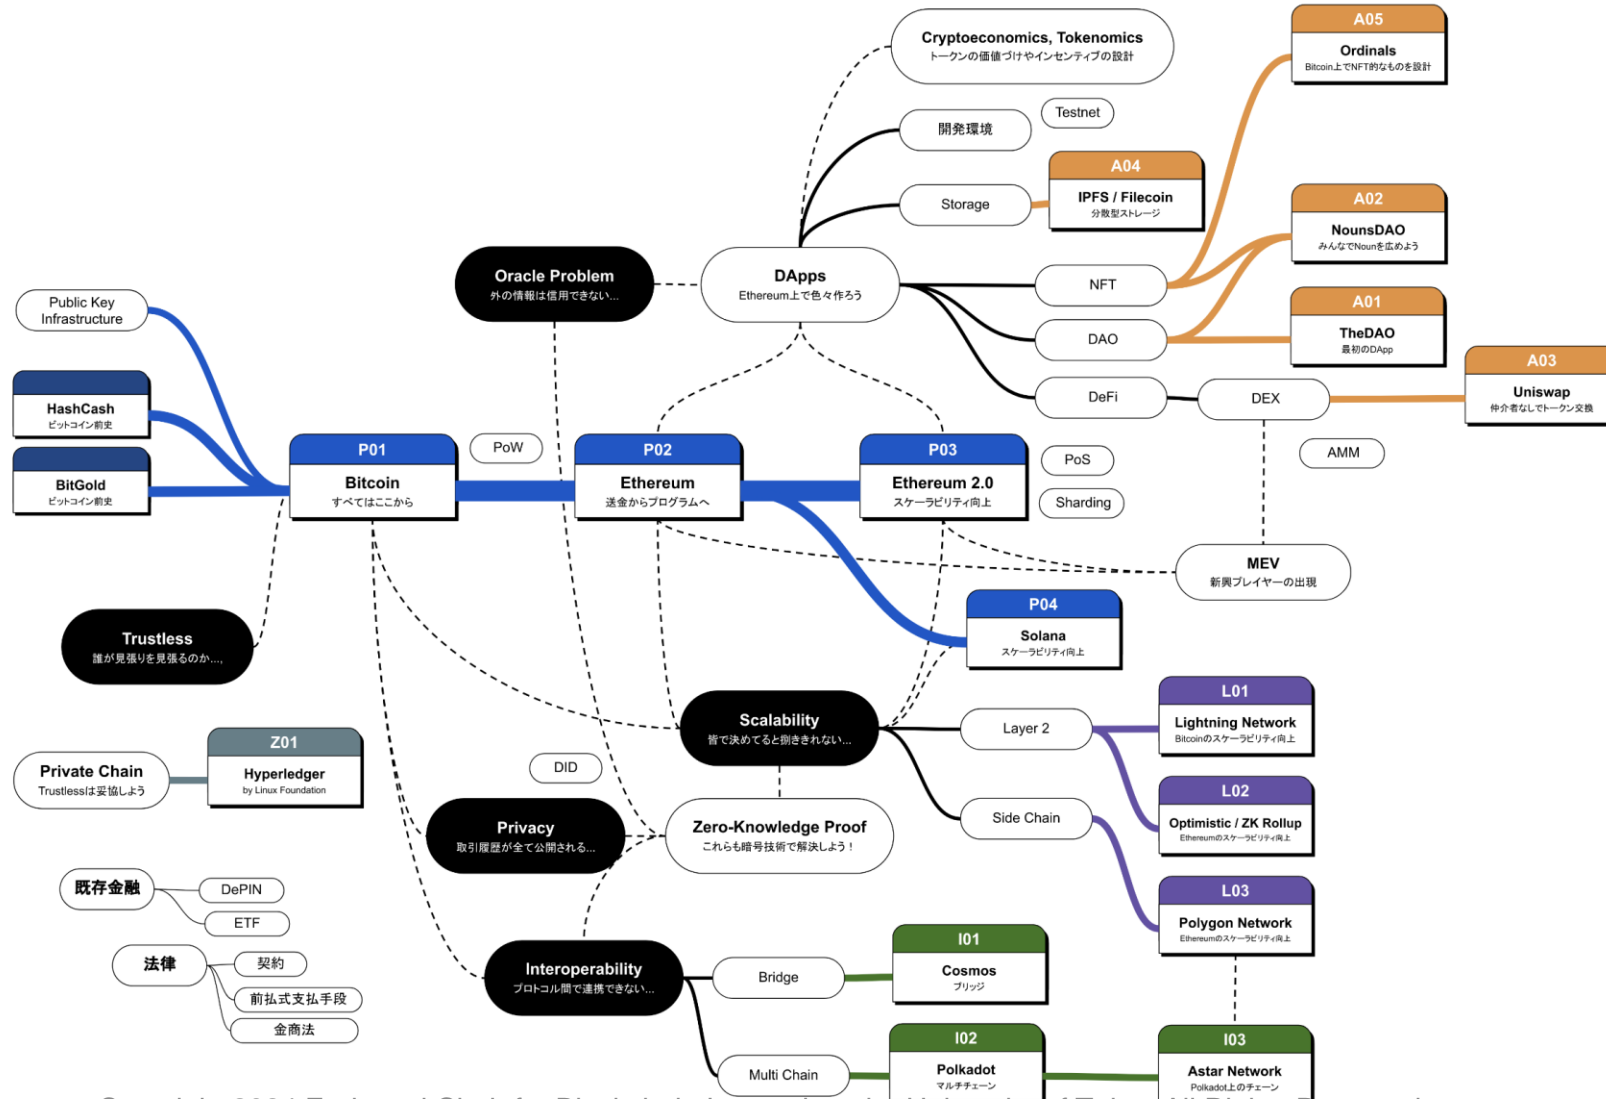 Cryptoeconomics, Tokenomics
トークンの価値づけやインセンティブの設計
A05
Ordinals
Bitcoin上でNFT的なものを設計
Testnet
開発環境
A04
IPFS / Filecoin
分散型ストレージ
Storage
A02
NounsDAO
みんなでNounを広めよう
Oracle Problem
外の情報は信用できない...
DApps
Ethereum上で色々作ろう
NFT
A01
TheDAO
最初のDApp
DAO
Public Key
Infrastructure
A03
Uniswap
仲介者なしでトークン交換
DeFi
DEX
HashCash
ビットコイン前史
BitGold
ビットコイン前史
P01
Bitcoin
すべてはここから
PoW
P02
Ethereum
送金からプログラムへ
P03
Ethereum 2.0
スケーラビリティ向上
PoS
Sharding
AMM
MEV
新興プレイヤーの出現
P04
Solana
スケーラビリティ向上
Trustless
誰が見張りを見張るのか...,
Scalability
皆で決めてると捌ききれない...
Layer 2
L01
Lightning Network
Bitcoinのスケーラビリティ向上
Private Chain
Trustlessは妥協しよう
Z01
Hyperledger
by Linux Foundation
DID
L02
Optimistic / ZK Rollup
Ethereumのスケーラビリティ向上
Side Chain
Privacy
取引履歴が全て公開される...
Zero-Knowledge Proof
これらも暗号技術で解決しよう！
L03
Polygon Network
Ethereumのスケーラビリティ向上
既存金融
DePIN
ETF
法律
契約
前払式支払手段
金商法
Interoperability
プロトコル間で連携できない...
Bridge
I01
Cosmos
ブリッジ
Multi Chain
I02
Polkadot
マルチチェーン
I03
Astar Network
Polkadot上のチェーン